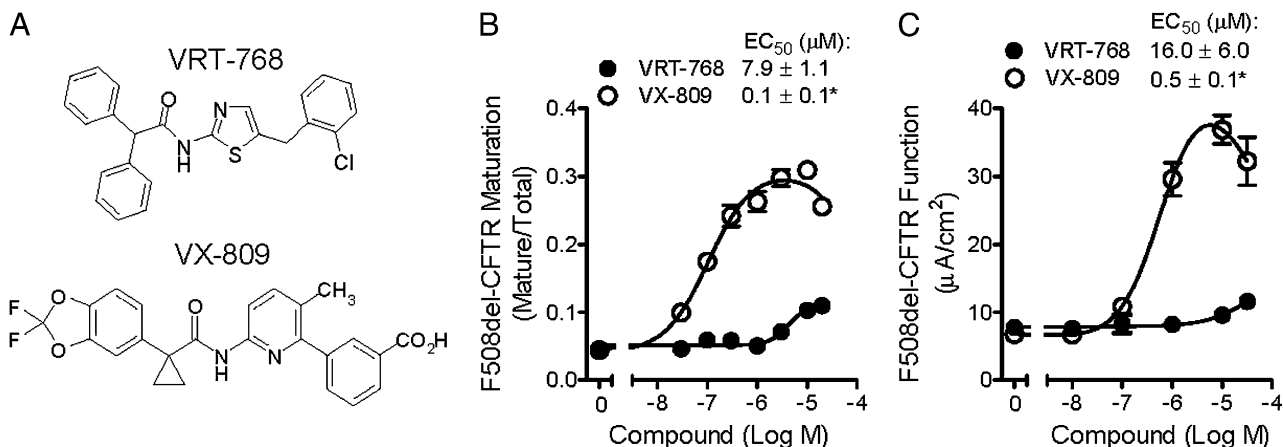 A
VRT-768
O
N
N
H
S
Cl
VX-809
F
F
O
O
O
N
H
N
CH3
CO2H
B
EC50 (μM):
VRT-768 7.9 ± 1.1
VX-809 0.1 ± 0.1*
F508del-CFTR Maturation
(Mature/Total)
0.4
0.3
0.2
0.1
0.0
0 -8 -7 -6 -5 -4
Compound (Log M)
C
EC50 (μM):
VRT-768 16.0 ± 6.0
VX-809 0.5 ± 0.1*
F508del-CFTR Function
(μA/cm2)
40
30
20
10
0
0 -8 -7 -6 -5 -4
Compound (Log M)